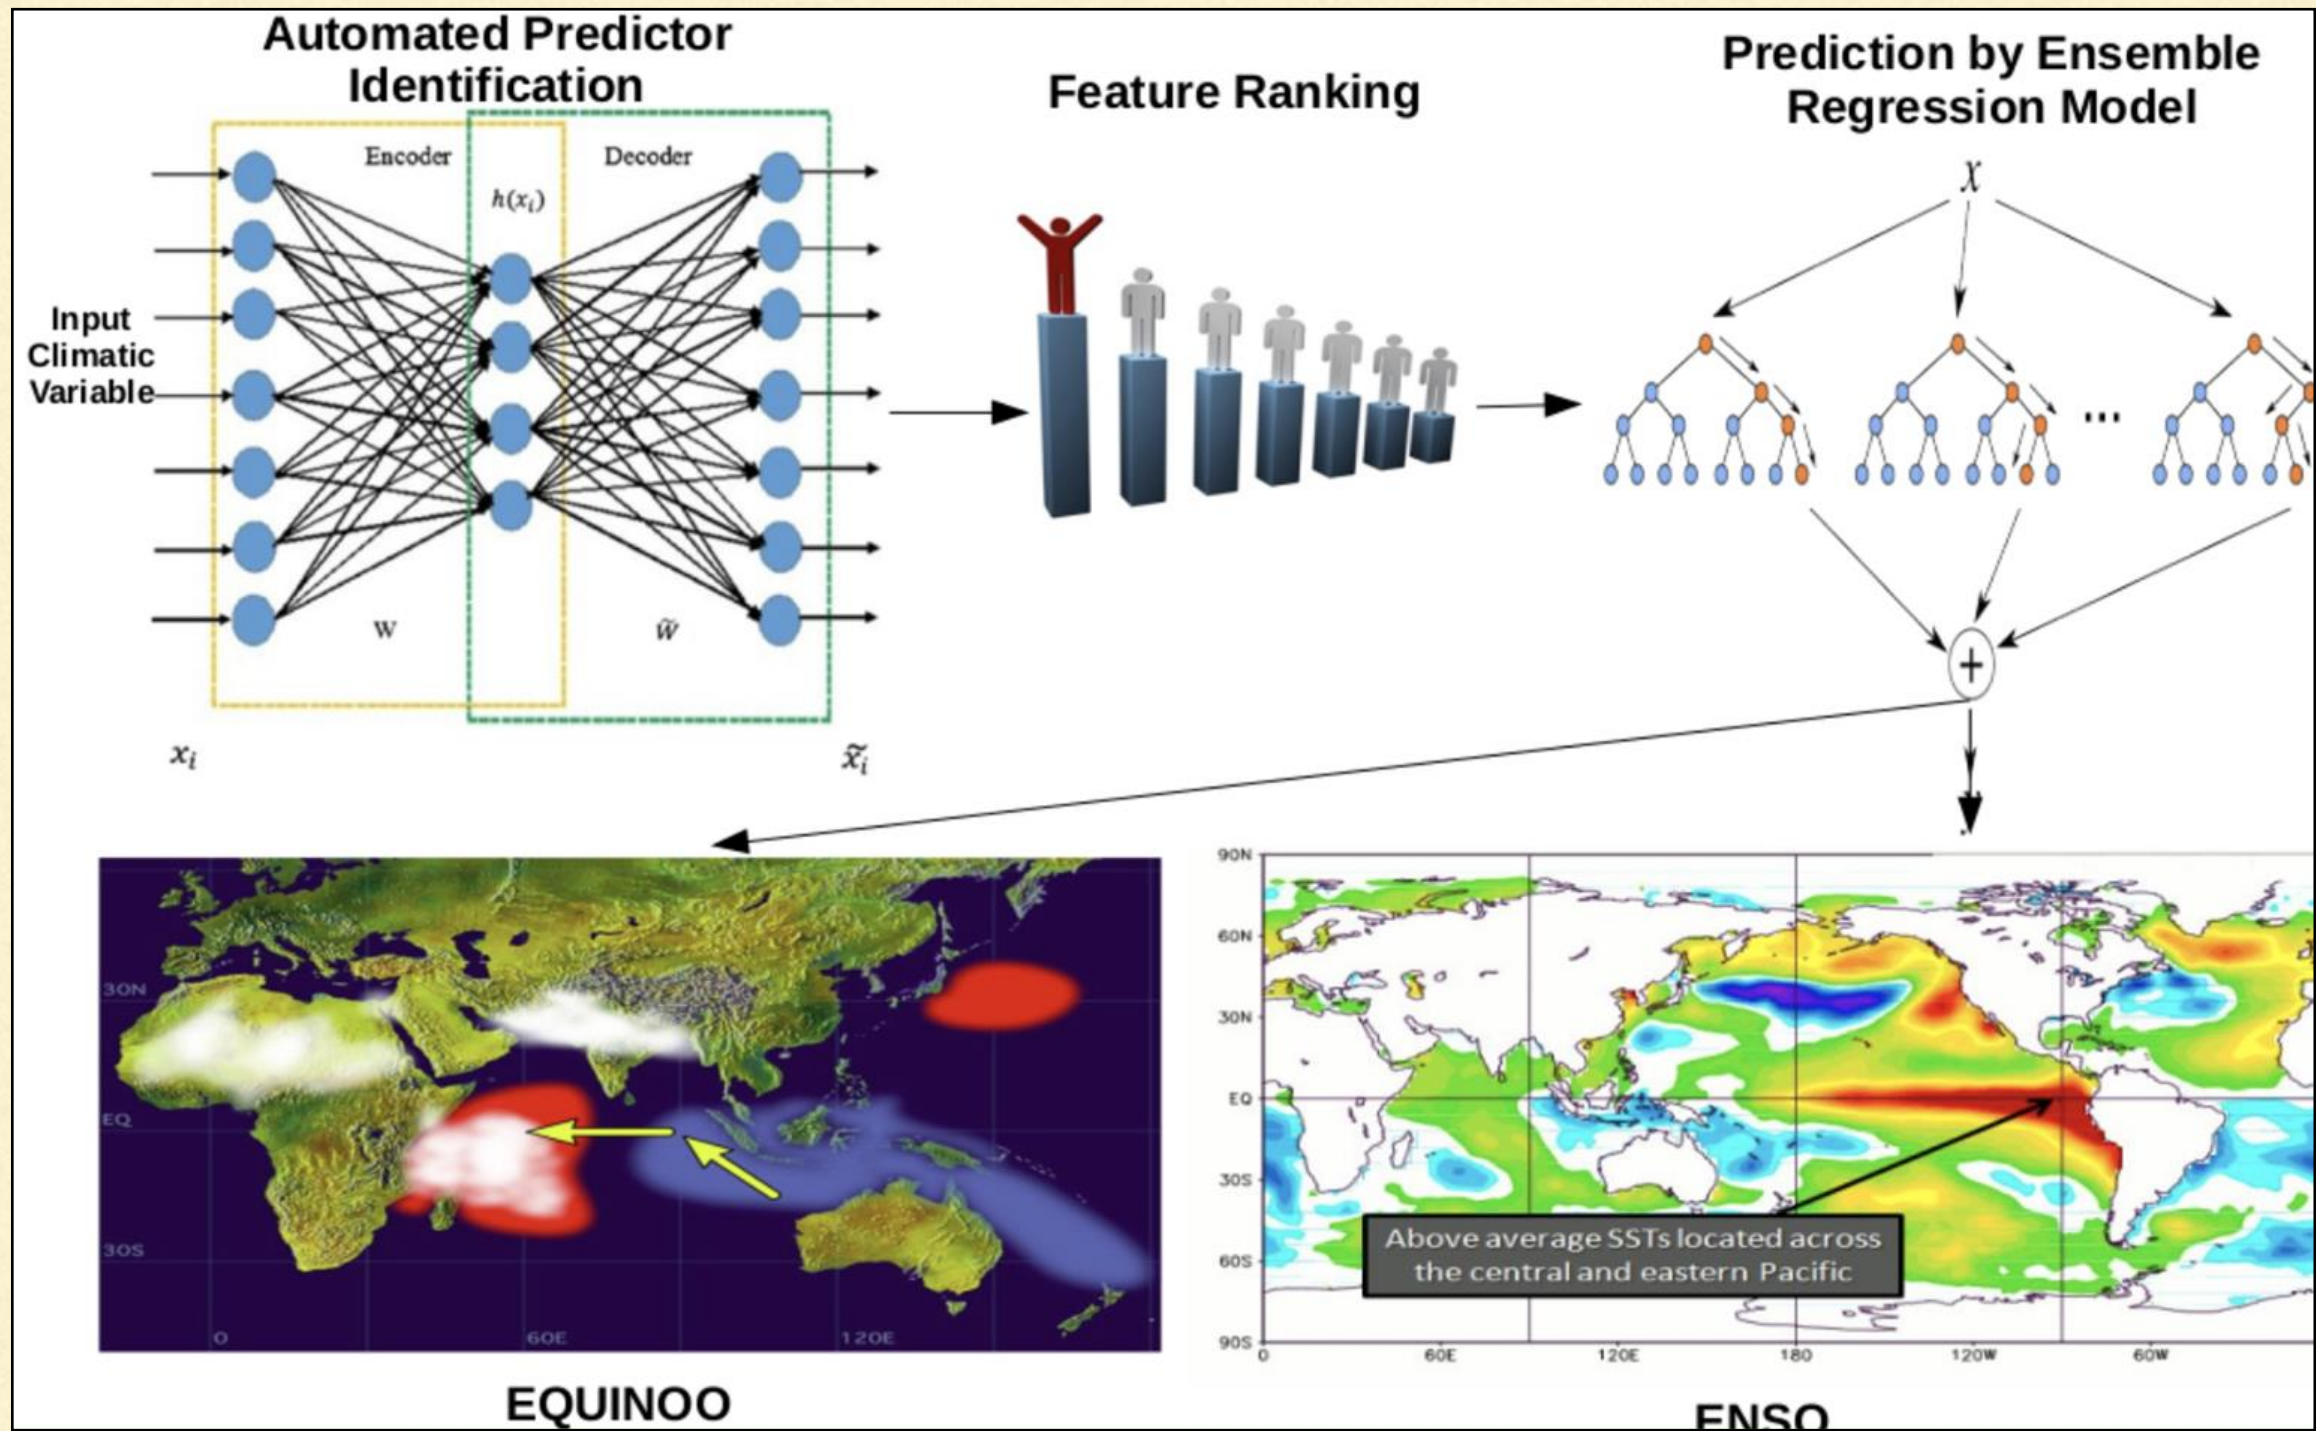 Automated Predictor
Identification
Feature Ranking
Prediction by Ensemble
Regression Model
Encoder
Decoder
h(xᵢ)
Input
Climatic
Variable
W
W̃
xᵢ
x̃ᵢ
χ
...
+
30N
EQ
30S
0
60E
120E
EQUINOO
90N
60N
30N
EQ
30S
60S
90S
0
60E
120E
180
120W
60W
Above average SSTs located across
the central and eastern Pacific
ENSO